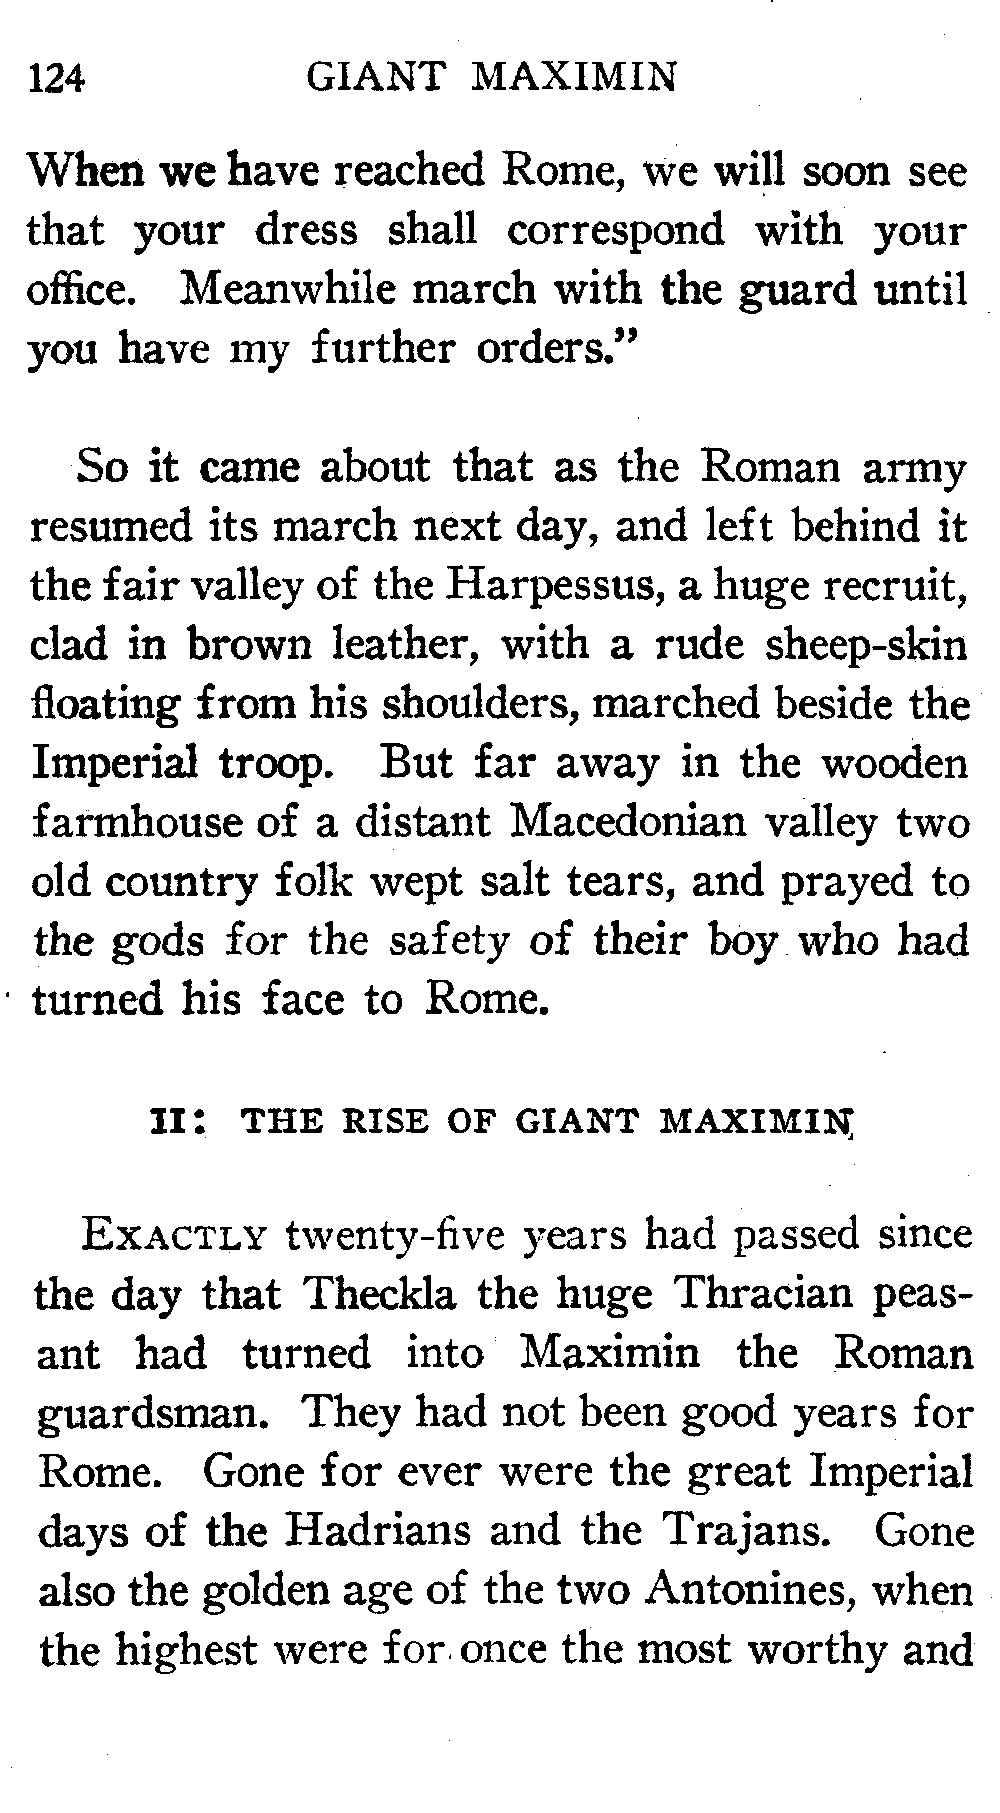 124 GIANT MAXIMIN
When we have reached Rome, we will soon see
that your dress shall correspond with your
office. Meanwhile march with the guard until
you have my further orders.”
So it came about that as the Roman army
resumed its march next day, and left behind it
the fair valley of the Harpessus, a huge recruit,
clad in brown leather, with a rude sheep-skin
floating from his shoulders, marched beside the
Imperial troop. But far away in the wooden
farmhouse of a distant Macedonian valley two
old country folk wept salt tears, and prayed to
the gods for the safety of their boy who had
turned his face to Rome.
II: THE RISE OF GIANT MAXIMIN
EXACTLY twenty-five years had passed since
the day that Theckla the huge Thracian peas-
ant had turned into Maximin the Roman
guardsman. They had not been good years for
Rome. Gone for ever were the great Imperial
days of the Hadrians and the Trajans. Gone
also the golden age of the two Antonines, when
the highest were for once the most worthy and